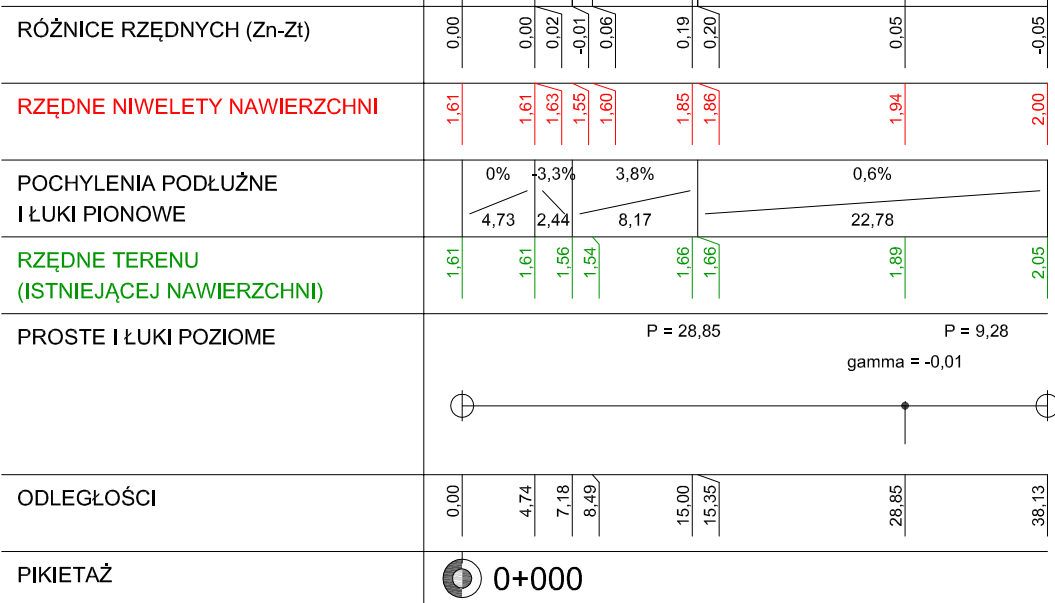 RÓŻNICE RZĘDNYCH (Zn-Zt)
0,00 0,00 0,02 -0,01 0,06 0,19 0,20 0,05 -0,05
RZĘDNE NIWELETY NAWIERZCHNI
1,61 1,61 1,63 1,55 1,60 1,85 1,86 1,94 2,00
POCHYLENIA PODŁUŻNE
I ŁUKI PIONOWE
0% -3,3% 3,8% 0,6%
4,73 2,44 8,17 22,78
RZĘDNE TERENU
(ISTNIEJĄCEJ NAWIERZCHNI)
1,61 1,61 1,56 1,54 1,66 1,66 1,89 2,05
PROSTE I ŁUKI POZIOME
P = 28,85 P = 9,28
gamma = -0,01
ODLEGŁOŚCI
0,00 4,74 7,18 8,49 15,00 15,35 28,85 38,13
PIKIETAŻ
0+000